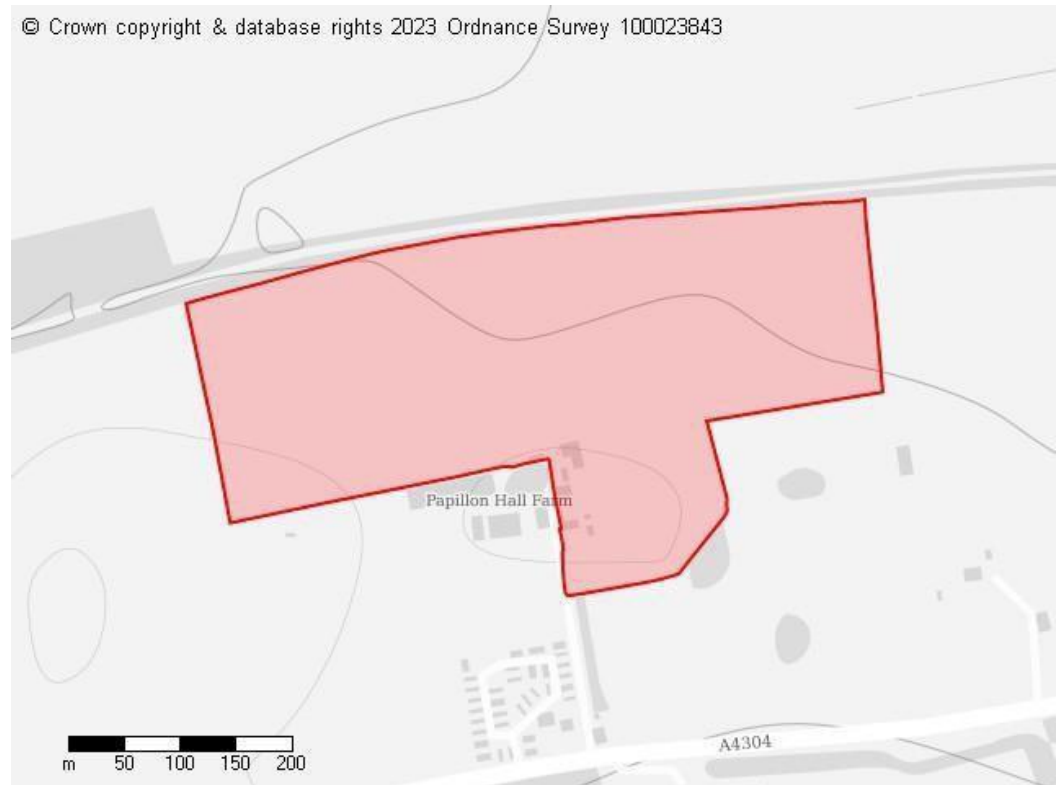 © Crown copyright & database rights 2023 Ordnance Survey 100023843
Papillon Hall Farm
A4304
m 50 100 150 200